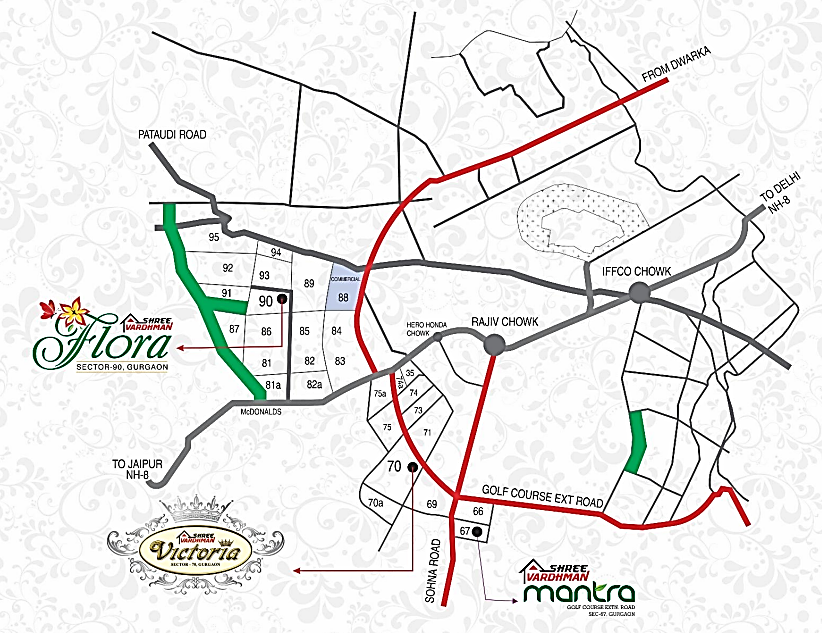 FROM DWARKA
PATAUDI ROAD
TO DELHI
NH-8
95
94
92
93
89
COMMERCIAL
88
91
90
IFFCO CHOWK
RAJIV CHOWK
HERO HONDA
CHOWK
SHREE
VARDHMAN
Flora
SECTOR-90, GURGAON
87
86
85
84
81
82
83
81a
82a
McDONALDS
35
74a
74
75a
73
75
71
70
70a
69
66
67
TO JAIPUR
NH-8
GOLF COURSE EXT ROAD
SOHNA ROAD
SHREE
VARDHMAN
Victoria
SECTOR - 70, GURGAON
SHREE
VARDHMAN
mantra
GOLF COURSE EXTN. ROAD
SEC-67, GURGAON